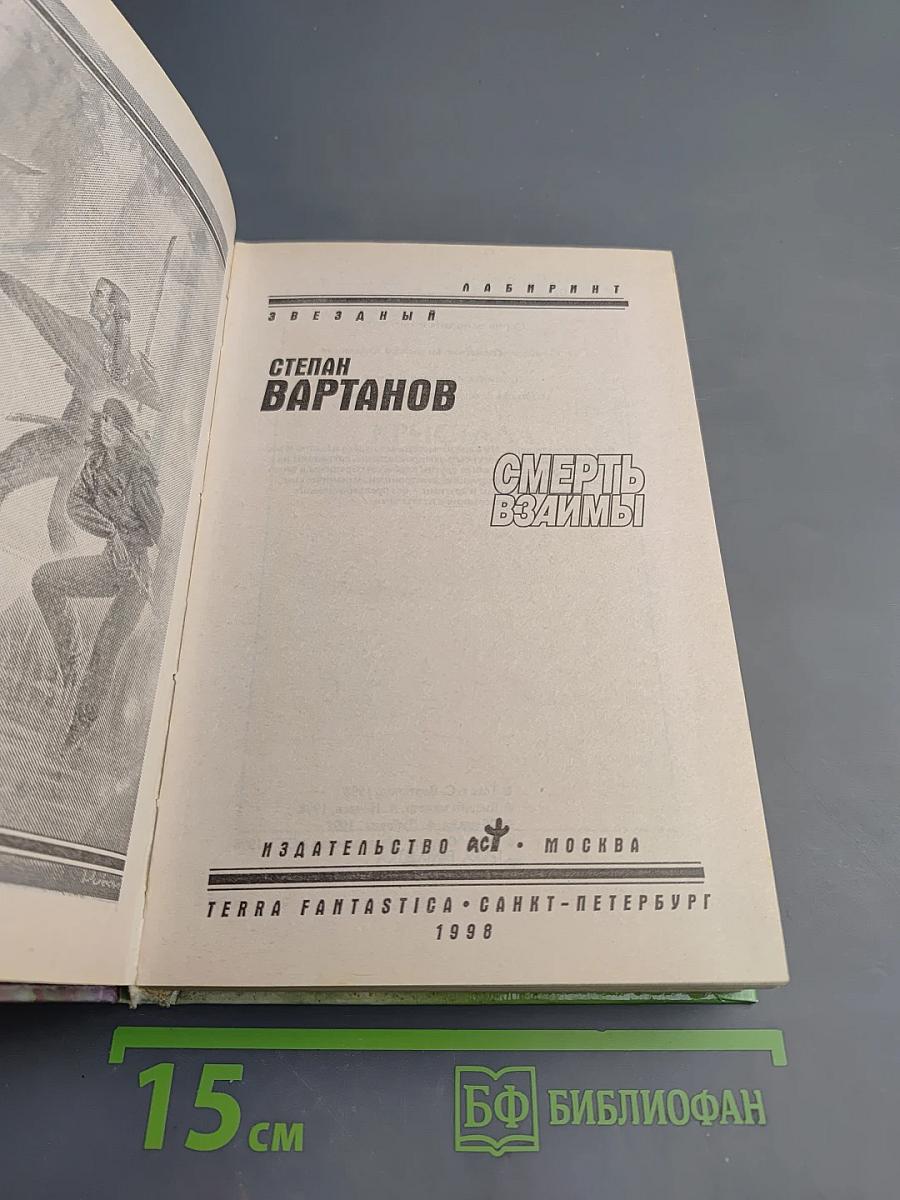 ЛАБИРИНТ
ЗВЕЗДНЫЙ
СТЕПАН
ВАРТАНОВ
СМЕРТЬ
ВЗАЙМЫ
ИЗДАТЕЛЬСТВО аст • МОСКВА
TERRA FANTASTICA • САНКТ-ПЕТЕРБУРГ
1998
15 см
БФ БИБЛИОФАН